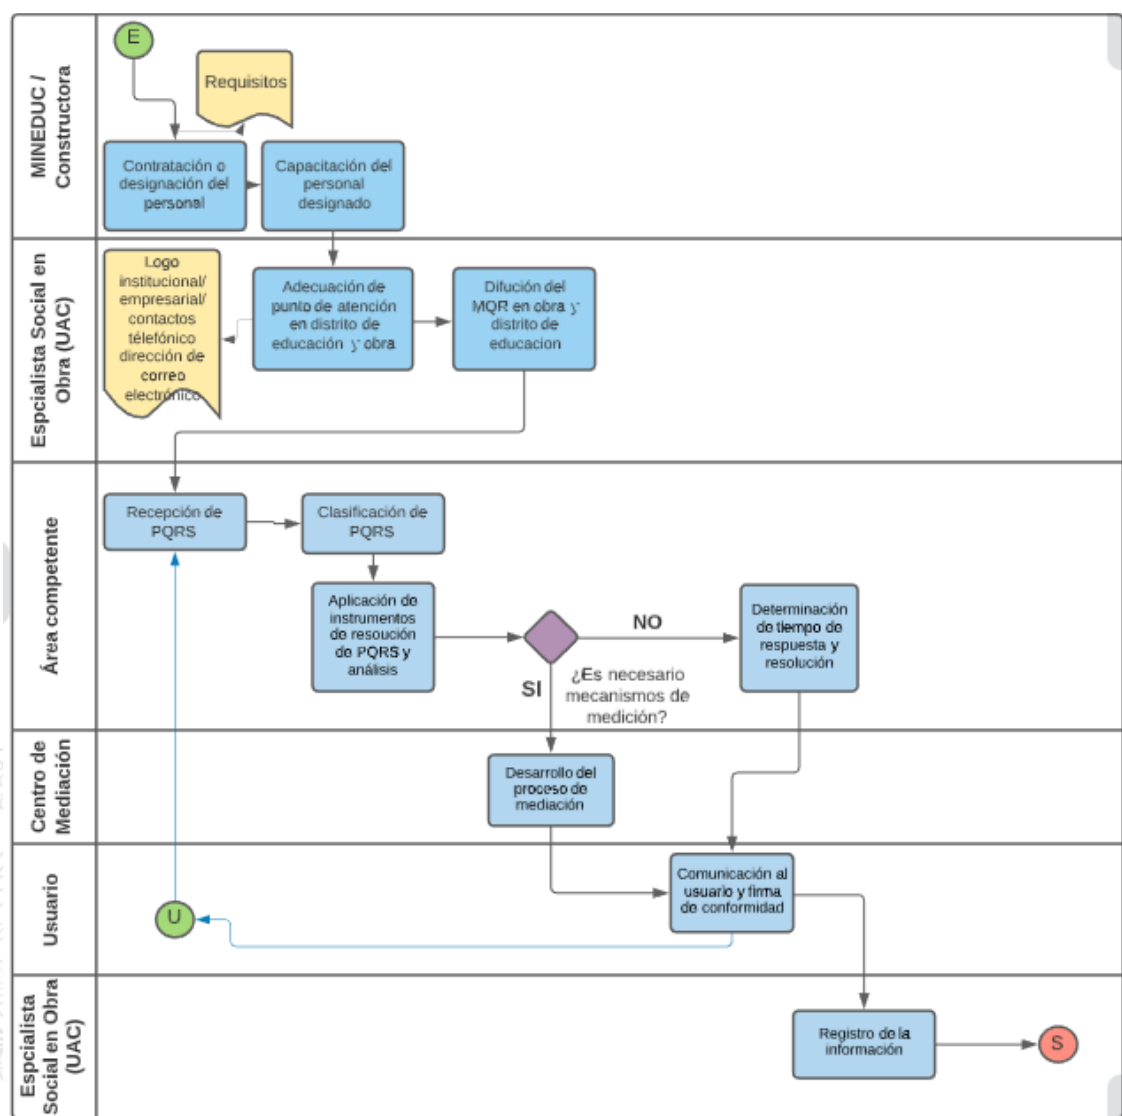 MINEDUC /
Constructora
E
Requisitos
Contratación o
designación del
personal
Capacitación del
personal
designado
Espcialista Social en
Obra (UAC)
Logo
institucional/
empresarial/
contactos
télefónico
dirección de
correo
electrónico
Adecuación de
punto de atención
en distrito de
educación y obra
Difución del
MQR en obra y
distrito de
educacion
Área competente
Recepción de
PQRS
Clasificación de
PQRS
Aplicación de
instrumentos
de resoución
de PQRS y
análisis
NO
SI
¿Es necesario
mecanismos de
medición?
Determinación
de tiempo de
respuesta y
resolución
Centro de
Mediación
Desarrollo del
proceso de
mediación
Usuario
U
Comunicación al
usuario y firma
de conformidad
Espcialista
Social en Obra
(UAC)
Registro de la
información
S